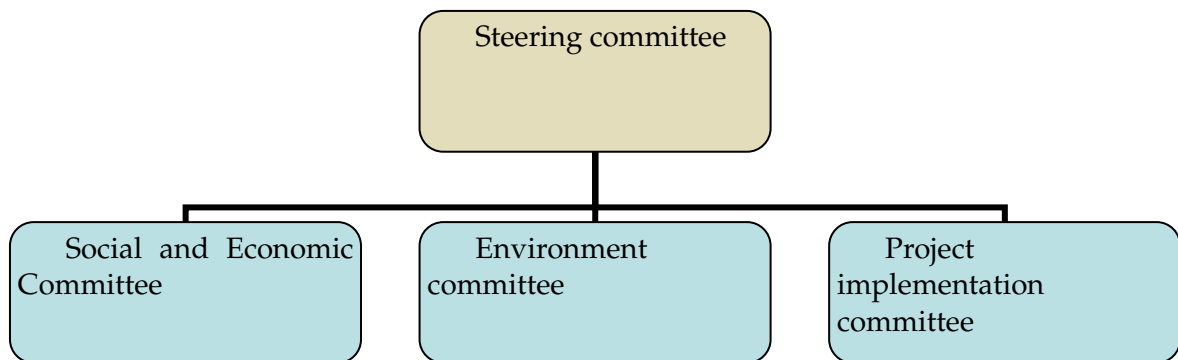 Steering committee
Social and Economic
Committee
Environment
committee
Project
implementation
committee